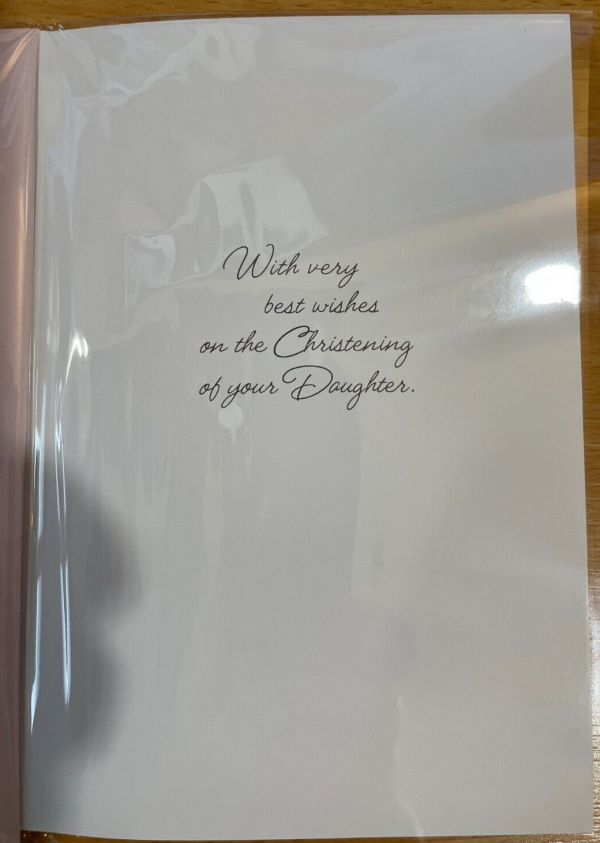 With very
best wishes
on the Christening
of your Daughter.